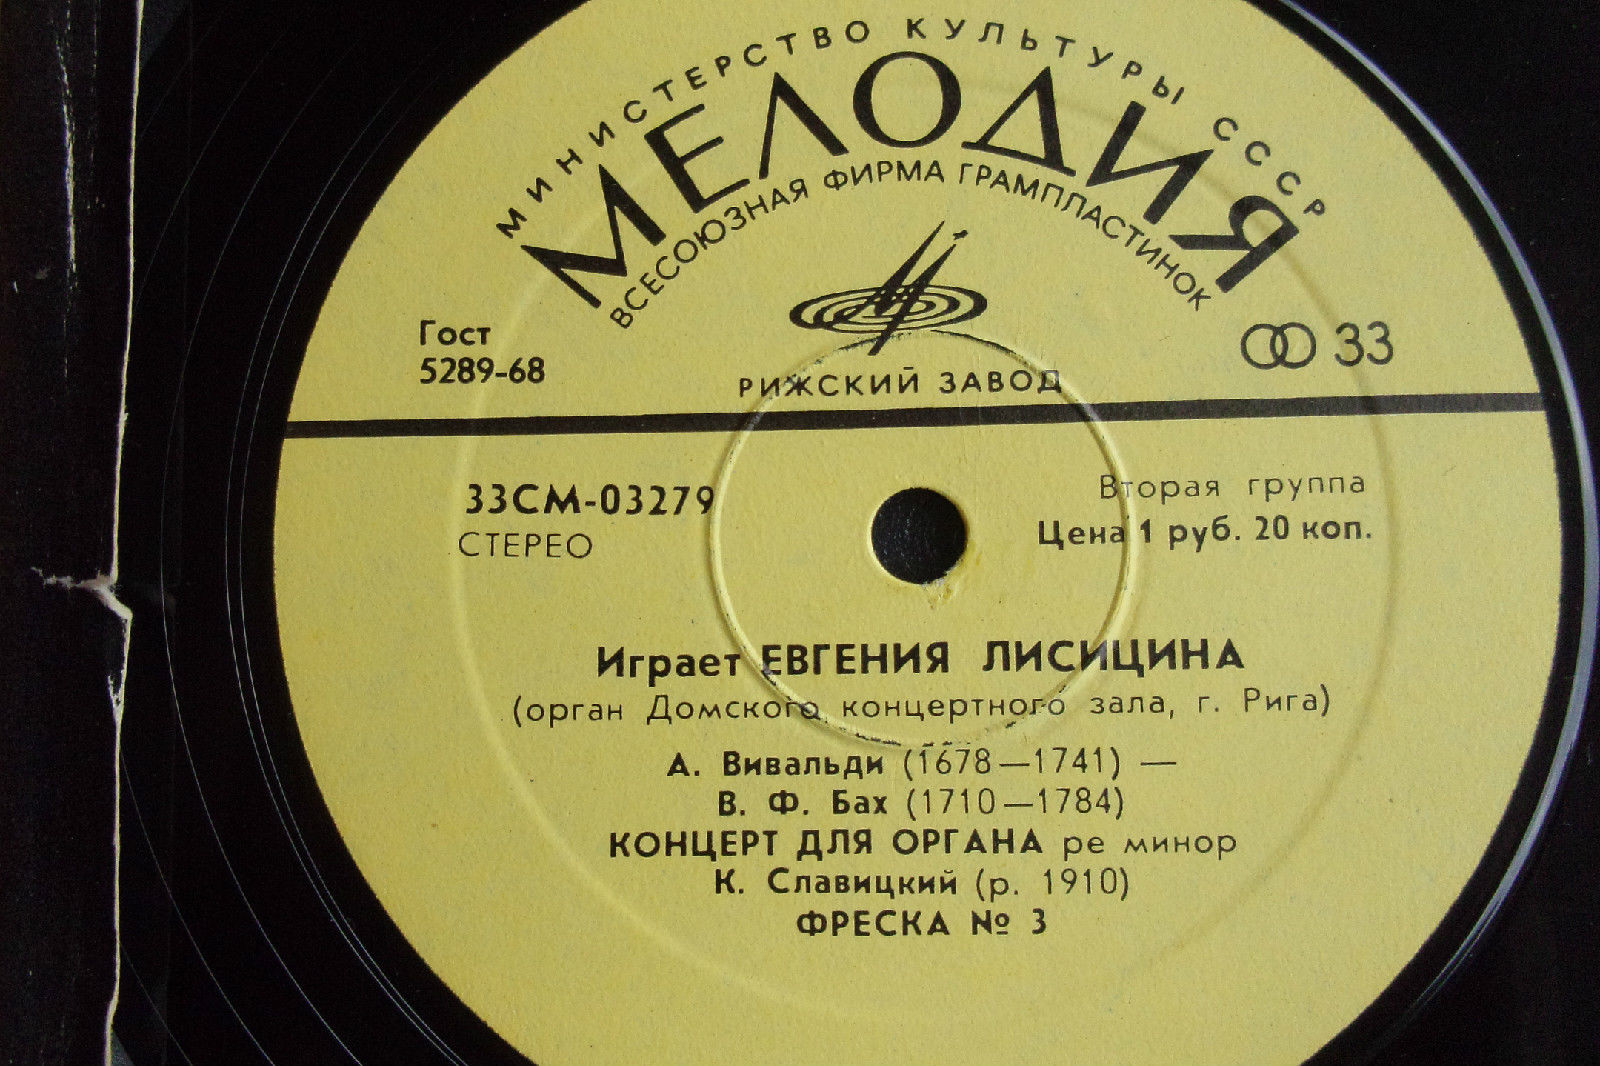 МИНИСТЕРСТВО КУЛЬТУРЫ СССР
МЕЛОДИЯ
ВСЕСОЮЗНАЯ ФИРМА ГРАМПЛАСТИНОК
Гост
5289-68
33
РИЖСКИЙ ЗАВОД
33СМ-03279
СТЕРЕО
Вторая группа
Цена 1 руб. 20 коп.
Играет ЕВГЕНИЯ ЛИСИЦИНА
(орган Домского концертного зала, г. Рига)
А. Вивальди (1678—1741) —
В. Ф. Бах (1710—1784)
КОНЦЕРТ ДЛЯ ОРГАНА ре минор
К. Славицкий (р. 1910)
ФРЕСКА № 3